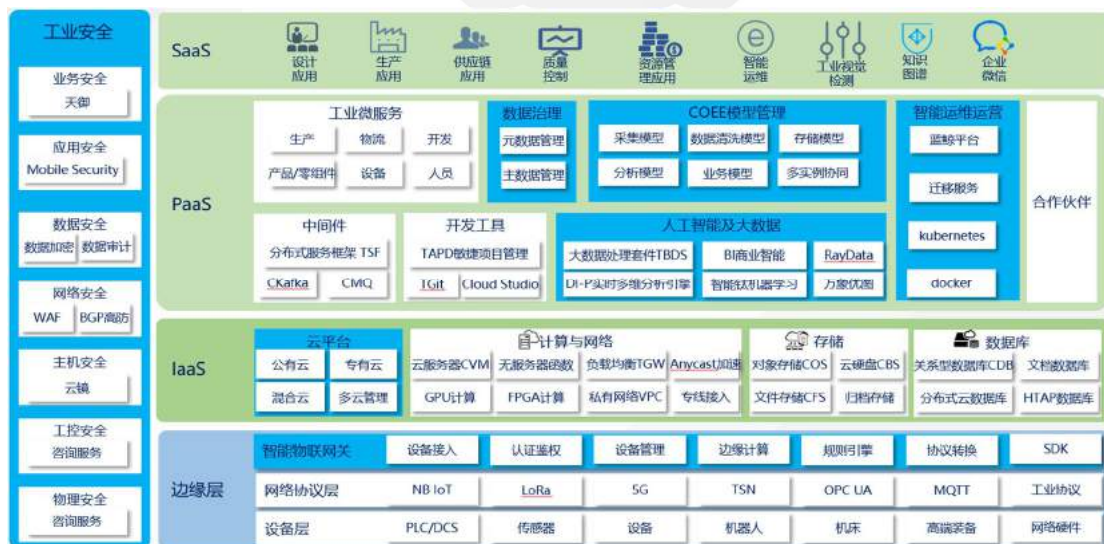 工业安全
业务安全
天御
应用安全
Mobile Security
数据安全
数据加密 数据审计
网络安全
WAF BGP高防
主机安全
云镜
工控安全
咨询服务
物理安全
咨询服务
SaaS
设计应用
生产应用
供应链应用
质量控制
资源管理应用
智能运维
工业视觉检测
知识图谱
企业微信
PaaS
工业微服务
生产 物流 开发
产品/零组件 设备 人员
数据治理
元数据管理
主数据管理
COEE模型管理
采集模型 数据清洗模型 存储模型
分析模型 业务模型 多实例协同
智能运维运营
蓝鲸平台
迁移服务
kubernetes
docker
合作伙伴
中间件
分布式服务框架 TSF
CKafka CMQ
开发工具
TAPD敏捷项目管理
TGit Cloud Studio
人工智能及大数据
大数据处理套件TBDS BI商业智能 RayData
DI-P实时多维分析引擎 智能钛机器学习 万象优图
IaaS
云平台
公有云 专有云
混合云 多云管理
计算与网络
云服务器CVM 无服务器函数 负载均衡TGW Anycast加速
GPU计算 FPGA计算 私有网络VPC 专线接入
存储
对象存储COS 云硬盘CBS
文件存储CFS 归档存储
数据库
关系型数据库CDB 文档数据库
分布式云数据库 HTAP数据库
边缘层
智能物联网关 设备接入 认证鉴权 设备管理 边缘计算 规则引擎 协议转换 SDK
网络协议层 NB IoT LoRa 5G TSN OPC UA MQTT 工业协议
设备层 PLC/DCS 传感器 设备 机器人 机床 高端装备 网络硬件